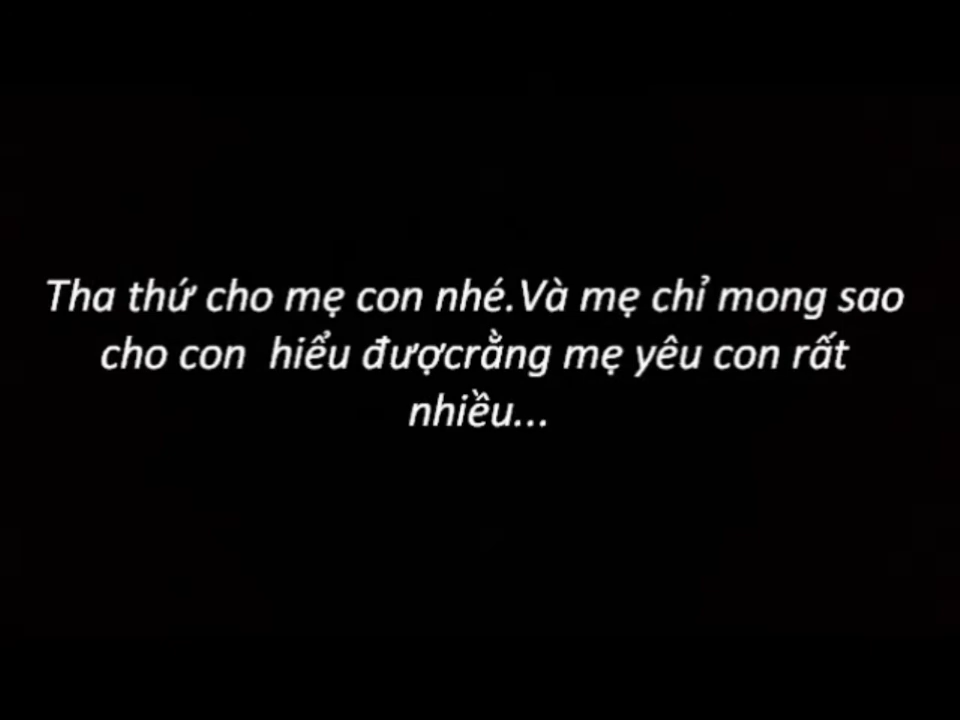 Tha thứ cho mẹ con nhé.Và mẹ chỉ mong sao
cho con  hiểu đượcrằng mẹ yêu con rất
nhiều...